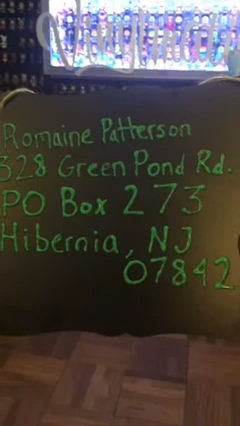 Romaine Patterson
328 Green Pond Rd.
PO Box 273
Hibernia, NJ
07842